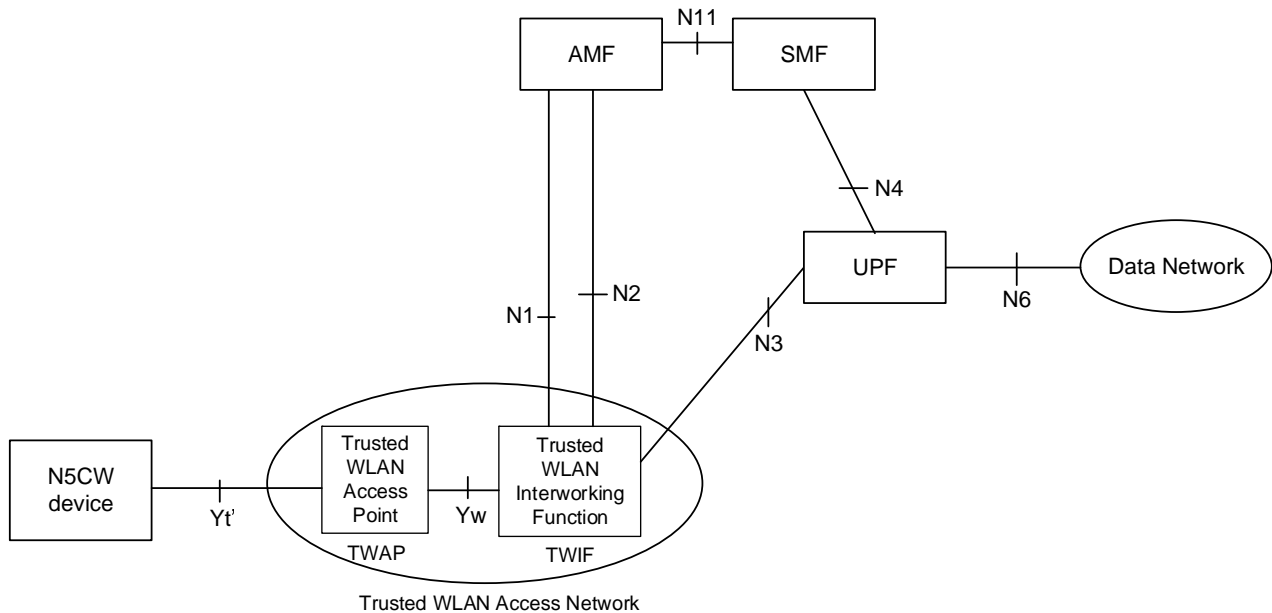 N11
AMF
SMF
N4
UPF
Data Network
N2
N6
N1
N3
Trusted
WLAN
Access
Point
Trusted
WLAN
Interworking
Function
N5CW
device
Yt’
Yw
TWAP
TWIF
Trusted WLAN Access Network